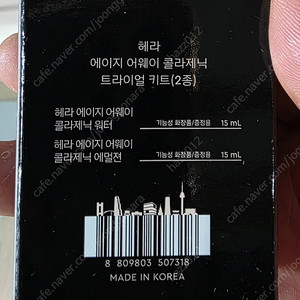 헤라
에이지 어웨이 콜라제닉
트라이얼 키트(2종)
헤라 에이지 어웨이
콜라제닉 워터 기능성 화장품/증정용 15 mL
헤라 에이지 어웨이
콜라제닉 에멀젼 기능성 화장품/증정용 15 mL
8 809803 507318
MADE IN KOREA